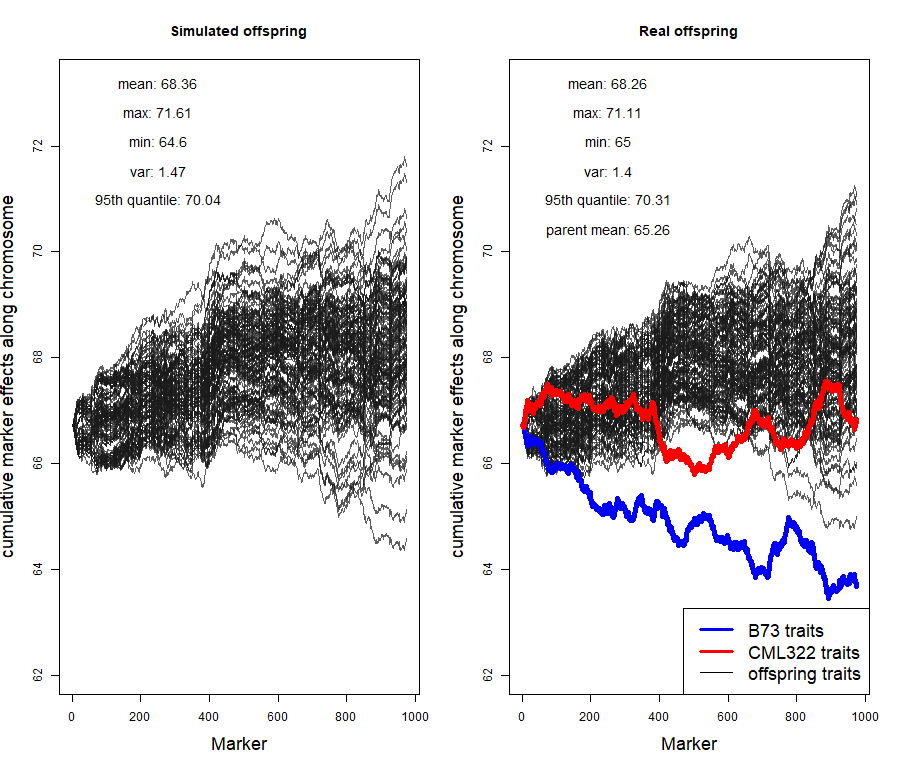 Simulated offspring
mean: 68.36
max: 71.61
min: 64.6
var: 1.47
95th quantile: 70.04
cumulative marker effects along chromosome
72
70
68
66
64
62
0 200 400 600 800 1000
Marker
Real offspring
mean: 68.26
max: 71.11
min: 65
var: 1.4
95th quantile: 70.31
parent mean: 65.26
cumulative marker effects along chromosome
72
70
68
66
64
62
B73 traits
CML322 traits
offspring traits
0 200 400 600 800 1000
Marker